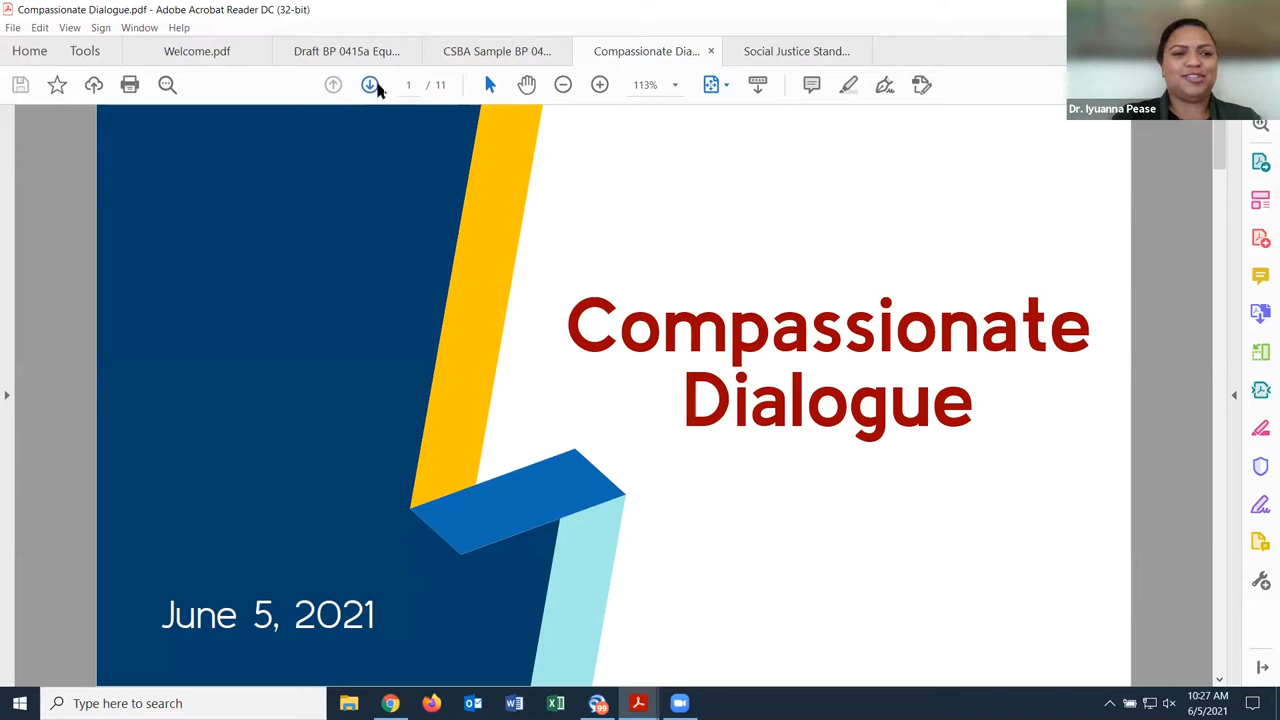 Compassionate Dialogue.pdf - Adobe Acrobat Reader DC (32-bit)
File Edit View Sign Window Help
Home Tools Welcome.pdf Draft BP 0415a Equ... CSBA Sample BP 04... Compassionate Dia... × Social Justice Stand...
1 / 11 113%
Dr. Iyuanna Pease
Compassionate
Dialogue
June 5, 2021
Type here to search
99
10:27 AM
6/5/2021